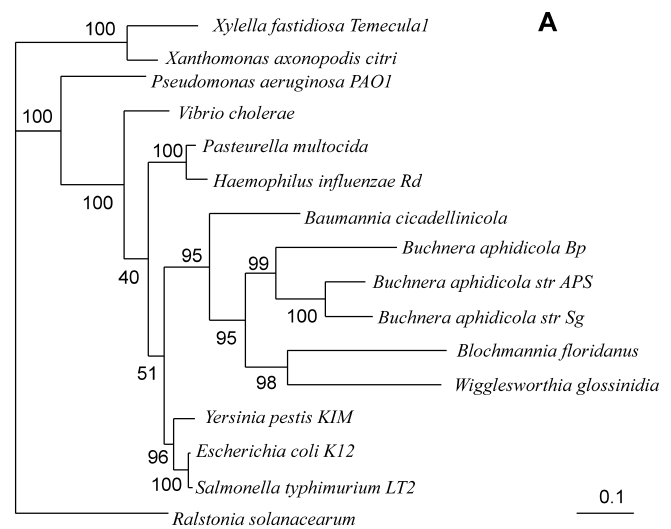 A
100
Xylella fastidiosa Temecula1
Xanthomonas axonopodis citri
Pseudomonas aeruginosa PAO1
100
Vibrio cholerae
100
100
Pasteurella multocida
Haemophilus influenzae Rd
40
Baumannia cicadellinicola
95
Buchnera aphidicola Bp
99
Buchnera aphidicola str APS
100
Buchnera aphidicola str Sg
95
Blochmannia floridanus
98
Wigglesworthia glossinidia
51
Yersinia pestis KIM
96
Escherichia coli K12
100
Salmonella typhimurium LT2
Ralstonia solanacearum
0.1